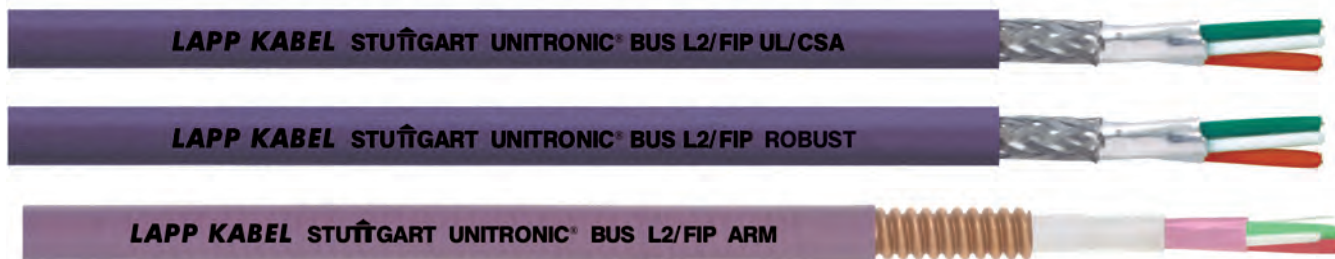 LAPP KABEL STUTTGART UNITRONIC® BUS L2/FIP UL/CSA
LAPP KABEL STUTTGART UNITRONIC® BUS L2/FIP ROBUST
LAPP KABEL STUTTGART UNITRONIC® BUS L2/FIP ARM